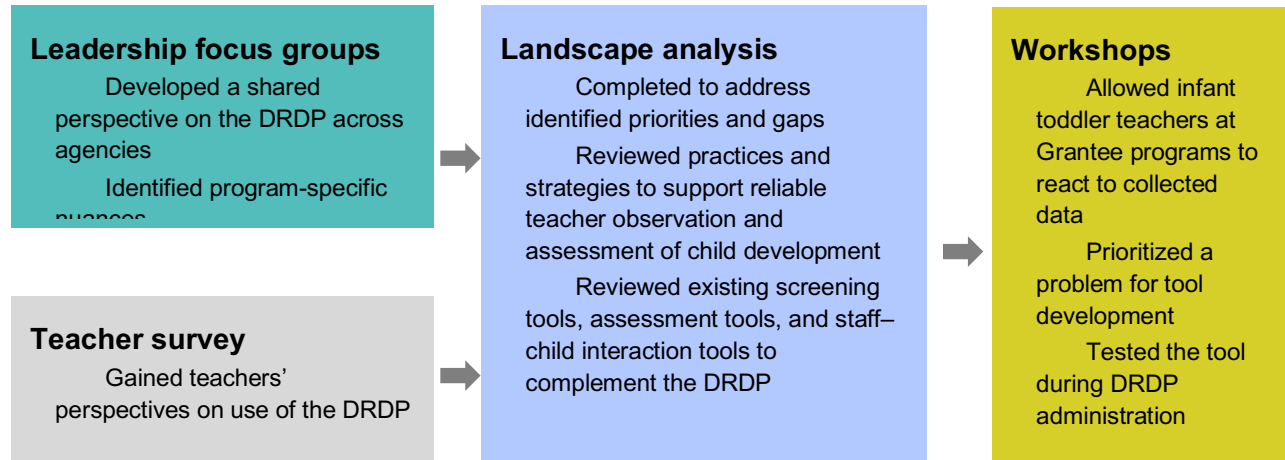 Leadership focus groups
Developed a shared
perspective on the DRDP across
agencies
Identified program-specific
nuances
Teacher survey
Gained teachers’
perspectives on use of the DRDP
Landscape analysis
Completed to address
identified priorities and gaps
Reviewed practices and
strategies to support reliable
teacher observation and
assessment of child development
Reviewed existing screening
tools, assessment tools, and staff–
child interaction tools to
complement the DRDP
Workshops
Allowed infant
toddler teachers at
Grantee programs to
react to collected
data
Prioritized a
problem for tool
development
Tested the tool
during DRDP
administration